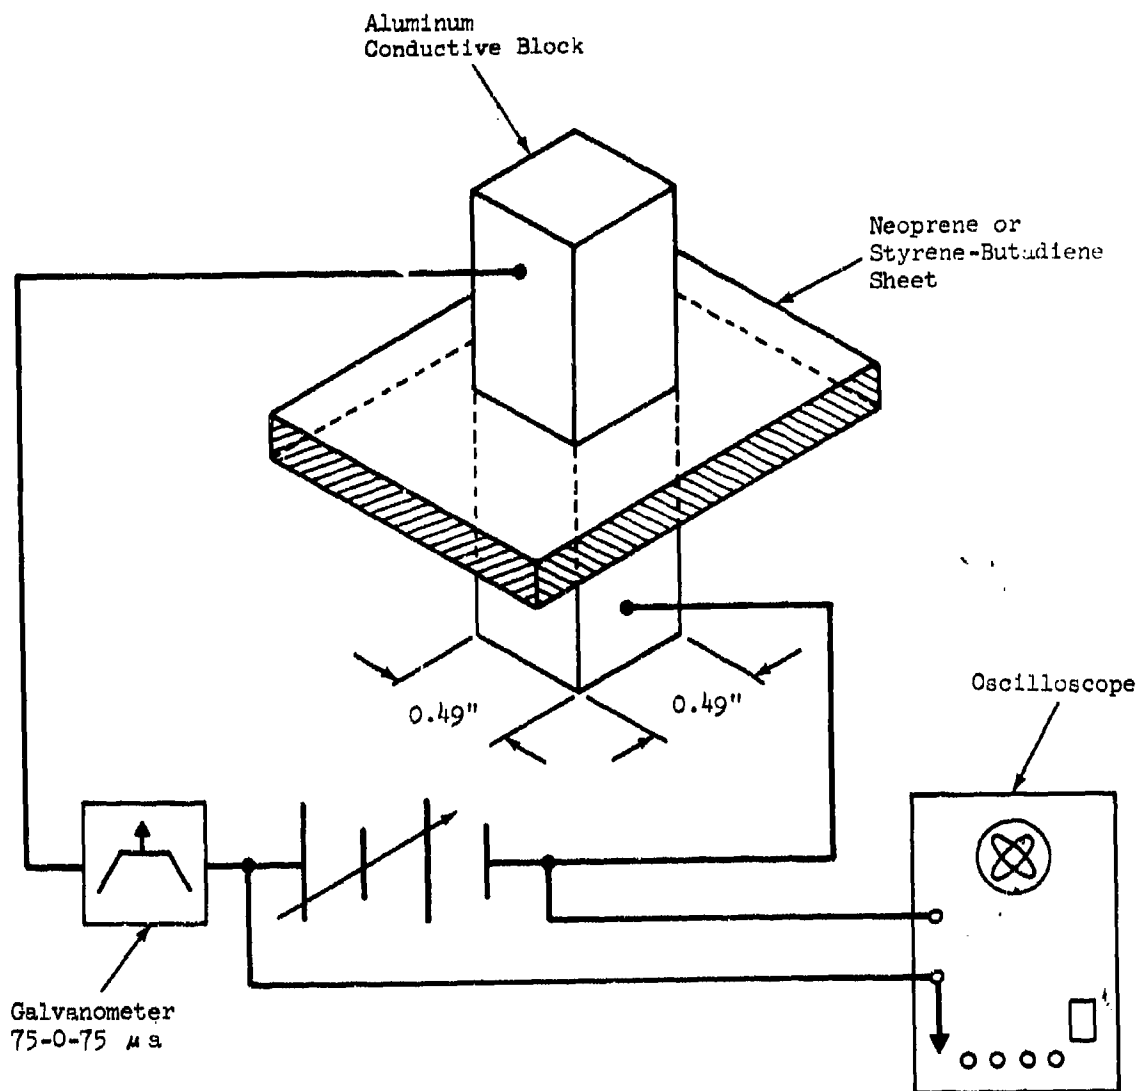 Aluminum
Conductive Block
Neoprene or
Styrene-Butadiene
Sheet
0.49"
0.49"
Oscilloscope
Galvanometer
75-0-75 μa